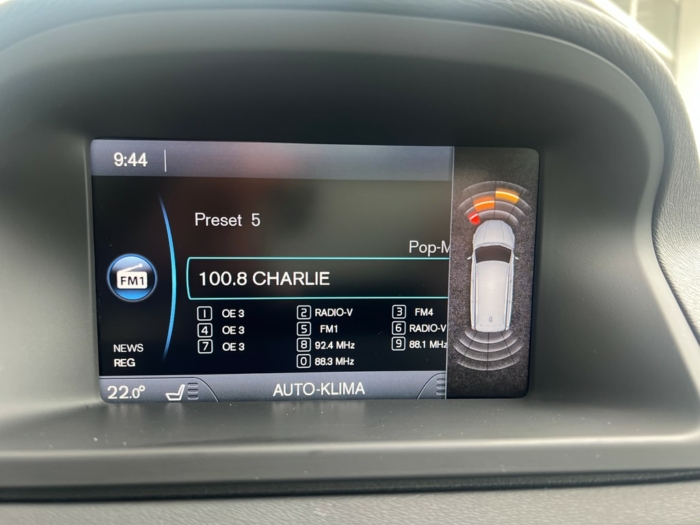 9:44
Preset 5
Pop-M
100.8 CHARLIE
FM1
1 OE 3 2 RADIO-V 3 FM4
4 OE 3 5 FM1 6 RADIO-V
7 OE 3 8 92.4 MHz 9 88.1 MHz
0 88.3 MHz
NEWS
REG
22.0° AUTO-KLIMA